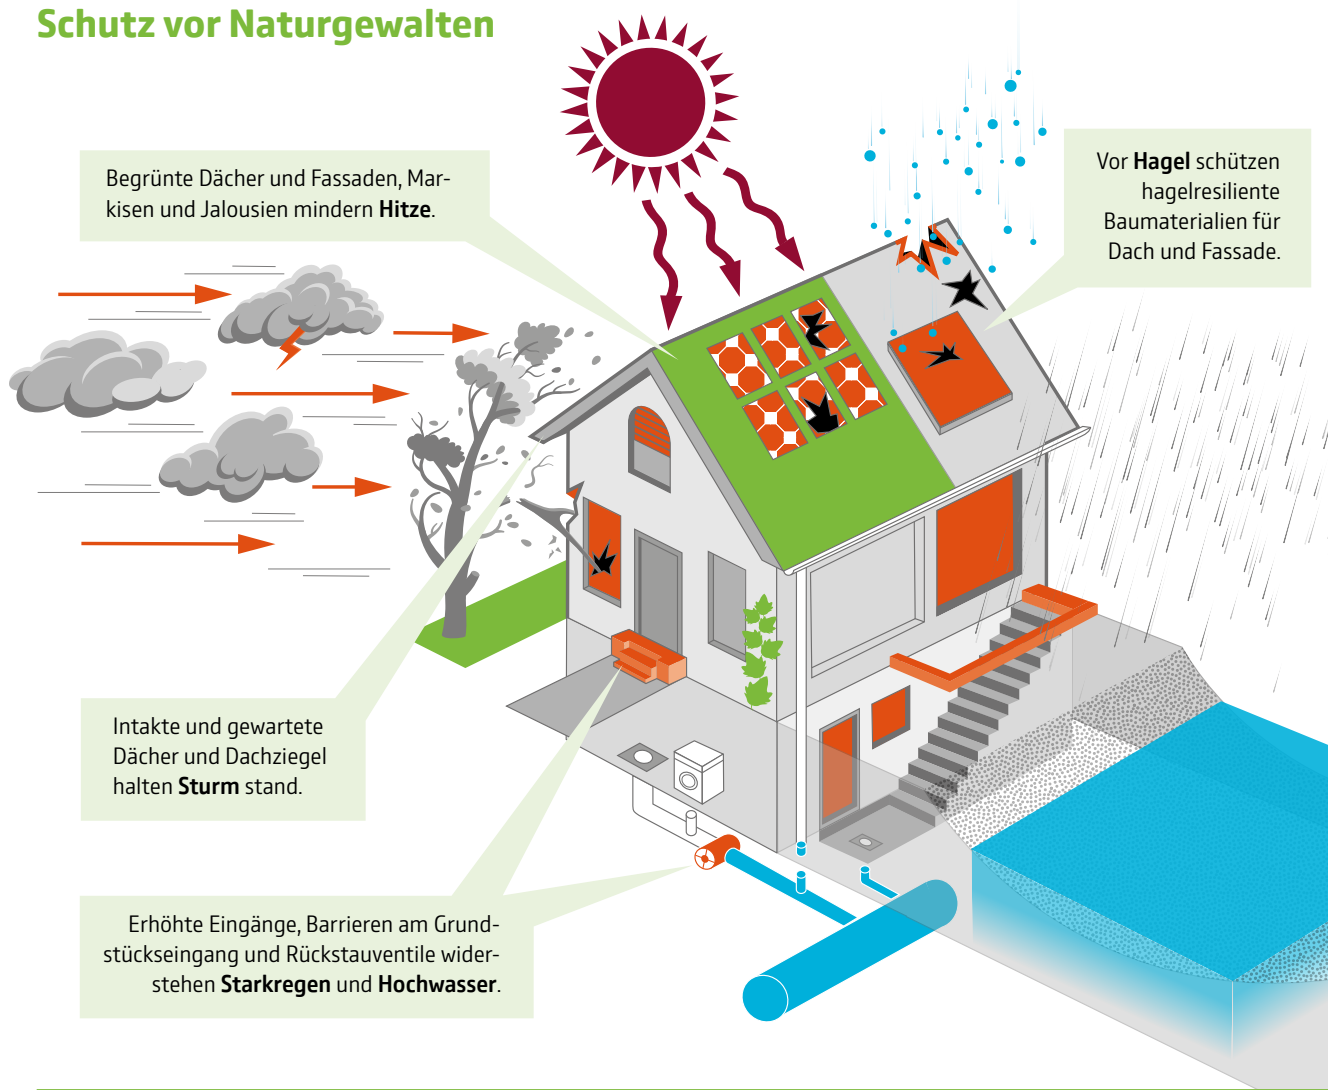 Schutz vor Naturgewalten
Begrünte Dächer und Fassaden, Mar-
kisen und Jalousien mindern Hitze.
Vor Hagel schützen
hagelresiliente
Baumaterialien für
Dach und Fassade.
Intakte und gewartete
Dächer und Dachziegel
halten Sturm stand.
Erhöhte Eingänge, Barrieren am Grund-
stückseingang und Rückstauventile wider-
stehen Starkregen und Hochwasser.